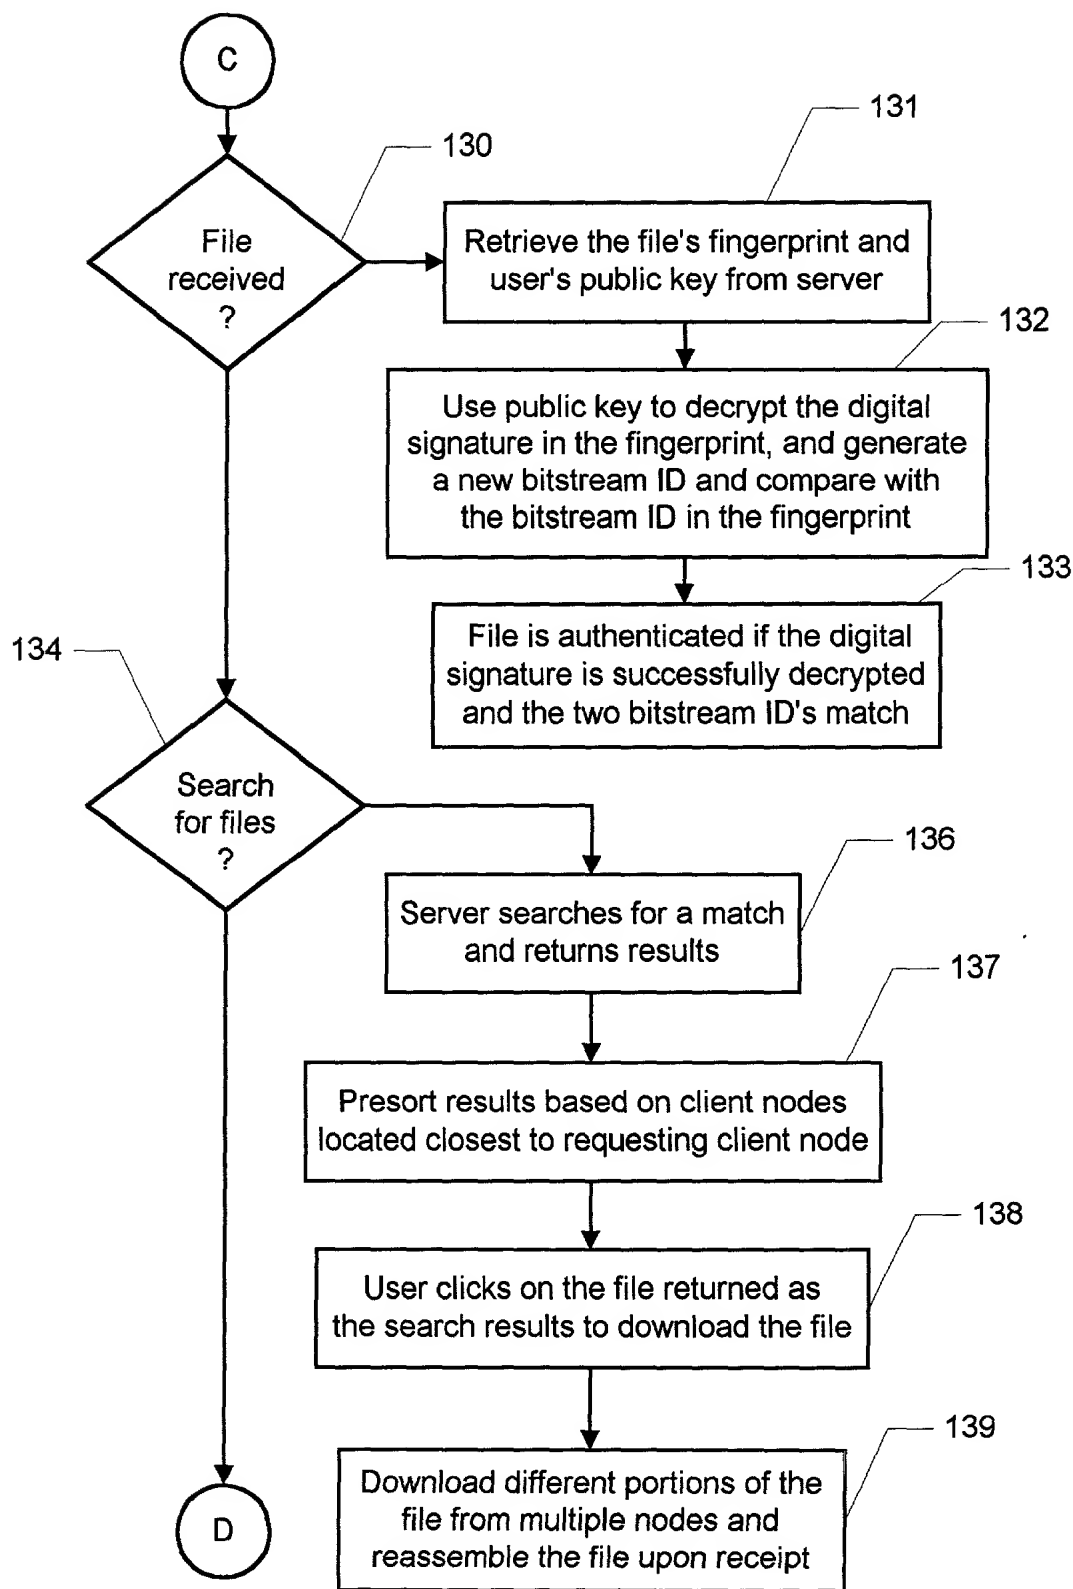 C
130
131
File
received
?
Retrieve the file's fingerprint and
user's public key from server
132
Use public key to decrypt the digital
signature in the fingerprint, and generate
a new bitstream ID and compare with
the bitstream ID in the fingerprint
133
File is authenticated if the digital
signature is successfully decrypted
and the two bitstream ID's match
134
Search
for files
?
136
Server searches for a match
and returns results
137
Presort results based on client nodes
located closest to requesting client node
138
User clicks on the file returned as
the search results to download the file
139
Download different portions of the
file from multiple nodes and
reassemble the file upon receipt
D